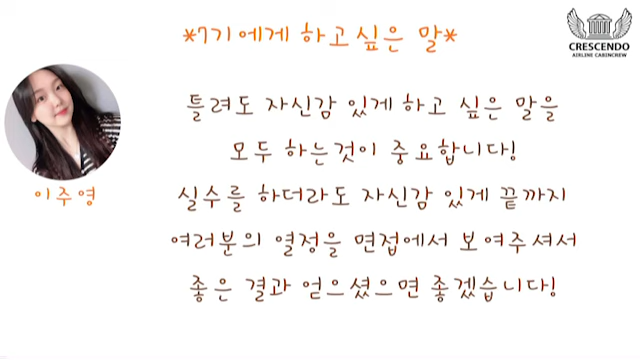 *7기에게 하고싶은 말*
CRESCENDO
AIRLINE CABINCREW
틀려도 자신감 있게 하고 싶은 말을
모두 하는것이 중요합니다!
이주영
실수를 하더라도 자신감 있게 끝까지
여러분의 열정을 면접에서 보여주셔서
좋은 결과 얻으셨으면 좋겠습니다!